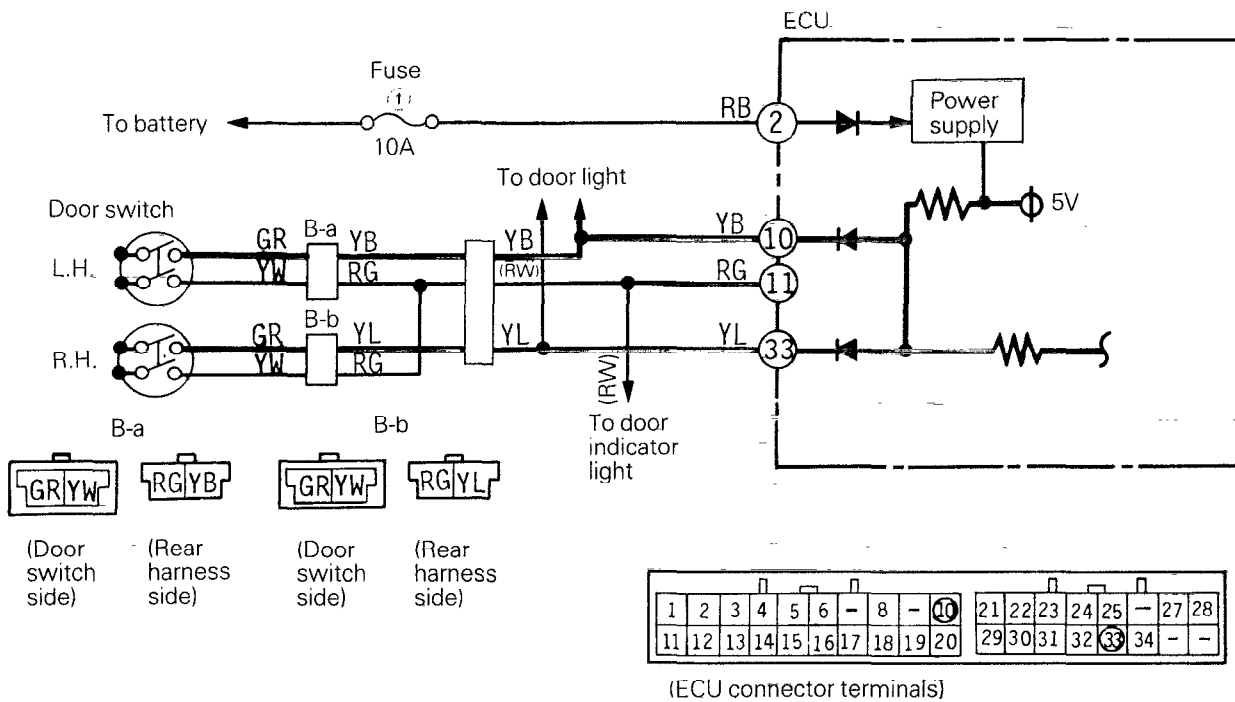 ECU
Fuse
(1)
10A
To battery
RB
2
Power
supply
5V
To door light
Door switch
L.H.
GR
YW
B-a
YB
RG
YB
(RW)
YB
10
RG
11
R.H.
GR
YW
B-b
YL
RG
YL
YL
33
(RW)
To door
indicator
light
B-a
B-b
GR YW
RG YB
GR YW
RG YL
(Door
switch
side)
(Rear
harness
side)
(Door
switch
side)
(Rear
harness
side)
1 2 3 4 5 6 – 8 – 10
11 12 13 14 15 16 17 18 19 20
21 22 23 24 25 – 27 28
29 30 31 32 33 34 – –
(ECU connector terminals)